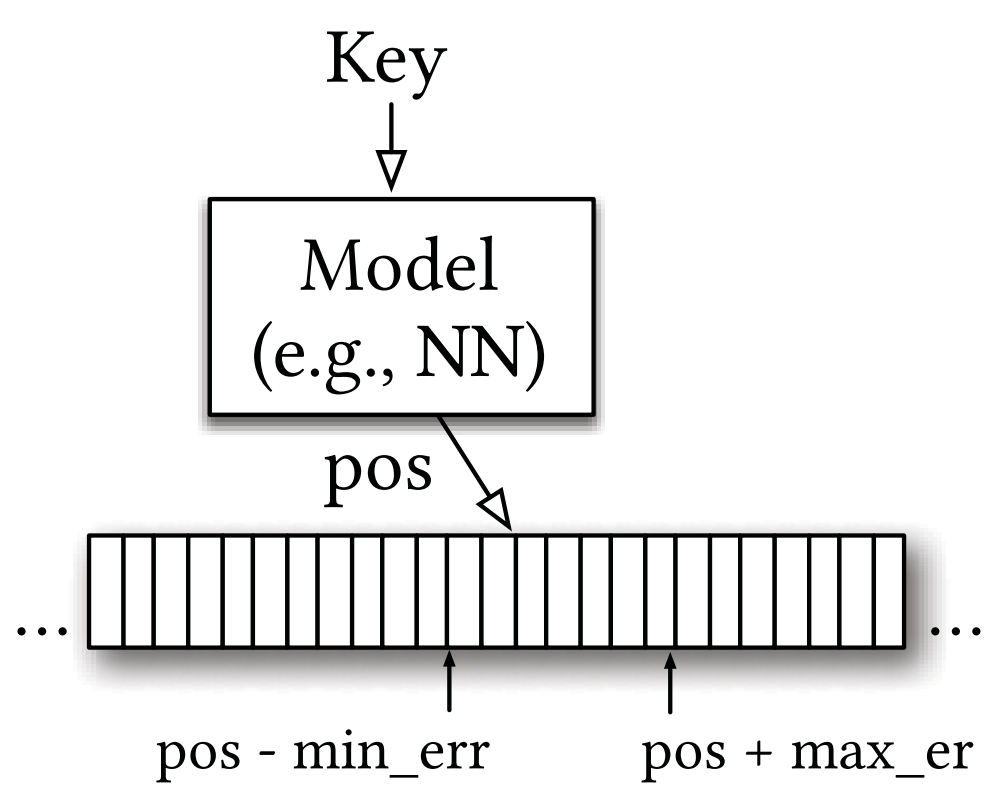 Key
Model
(e.g., NN)
pos
... ...
pos - min_err pos + max_er